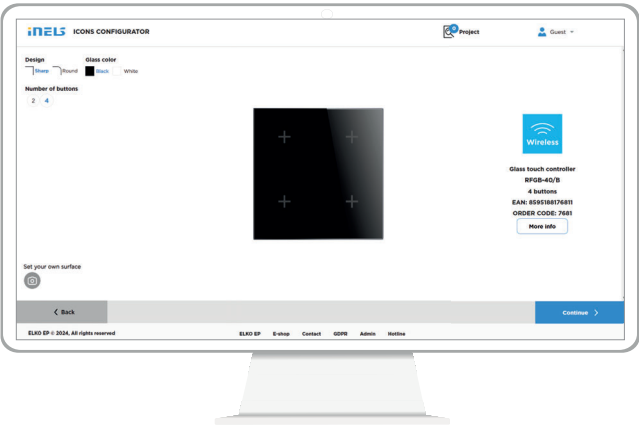 iNELS ICONS CONFIGURATOR
0 Project
Guest
Design Glass color
Sharp Round Black White
Number of buttons
2 4
Wireless
Glass touch controller
RFGB-40/B
4 buttons
EAN: 8595188176811
ORDER CODE: 7681
More info
Set your own surface
Back
Continue
ELKO EP © 2024, All rights reserved
ELKO EP E-shop Contact GDPR Admin Hotline